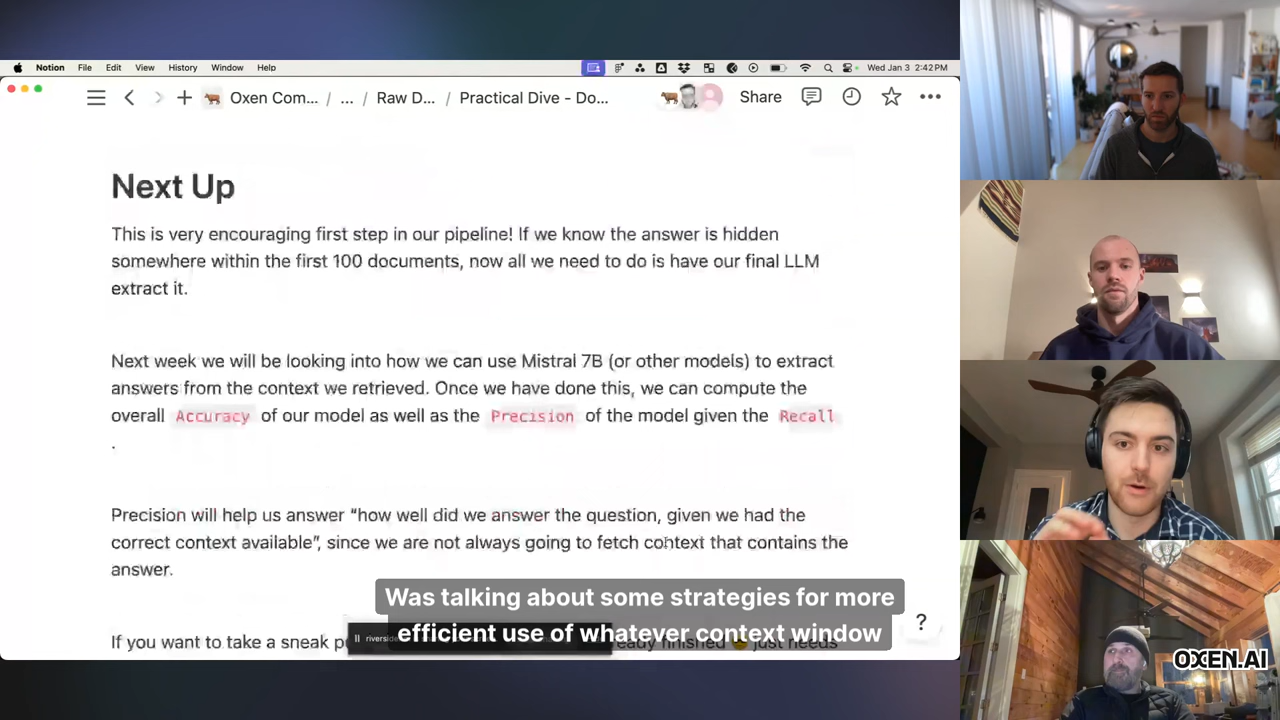 Notion File Edit View History Window Help Wed Jan 3 2:42 PM
Oxen Com... / ... / Raw D... / Practical Dive - Do... Share
Next Up
This is very encouraging first step in our pipeline! If we know the answer is hidden
somewhere within the first 100 documents, now all we need to do is have our final LLM
extract it.
Next week we will be looking into how we can use Mistral 7B (or other models) to extract
answers from the context we retrieved. Once we have done this, we can compute the
overall Accuracy of our model as well as the Precision of the model given the Recall
.
Precision will help us answer “how well did we answer the question, given we had the
correct context available”, since we are not always going to fetch context that contains the
answer.
Was talking about some strategies for more
efficient use of whatever context window
?
If you want to take a sneak just needs
OXEN.AI